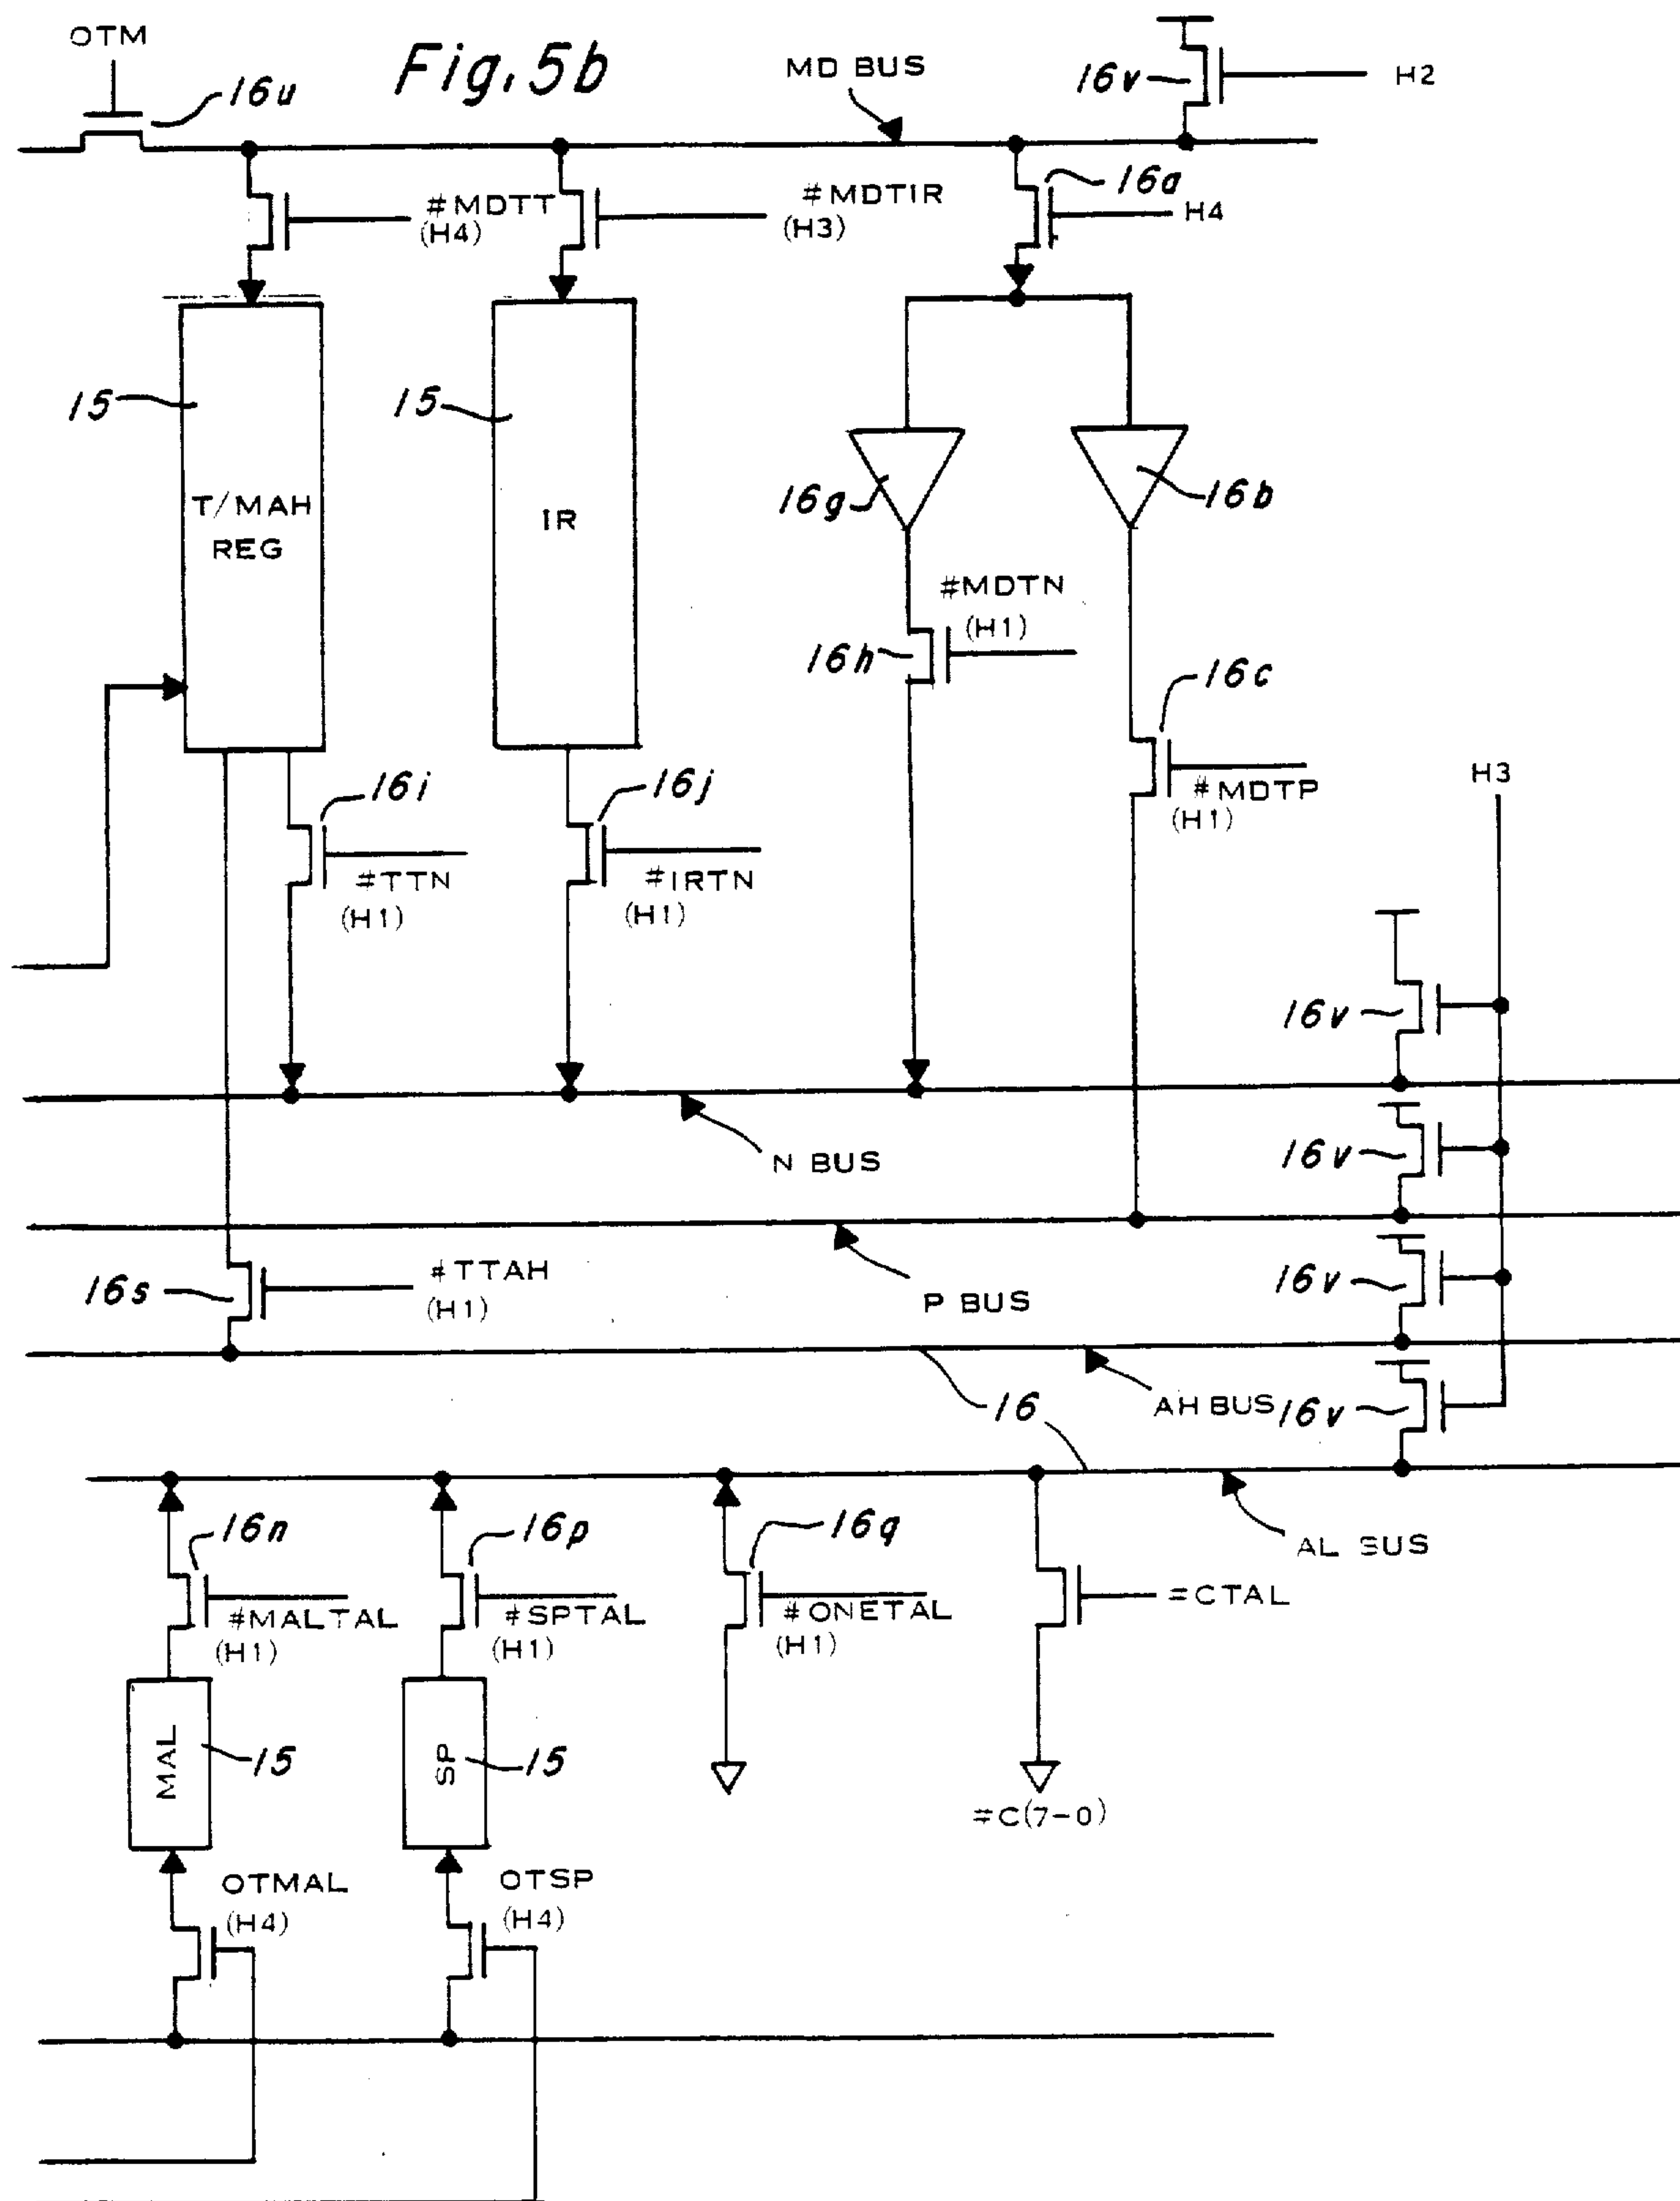 OTM
Fig. 5b
16u
MD BUS
16v
H2
#MDTT
(H4)
#MDTIR
(H3)
16a
H4
15
T/MAH
REG
15
IR
16g
16b
#MDTN
(H1)
16h
16c
#MDTP
(H1)
H3
16i
#TTN
(H1)
16j
#IRTN
(H1)
16v
N BUS
16v
P BUS
16s
#TTAH
(H1)
16v
16
AH BUS
16v
AL BUS
16n
#MALTAL
(H1)
16p
#SPTAL
(H1)
16q
#ONETAL
(H1)
#CTAL
MAL
15
SP
15
#C(7-0)
OTMAL
(H4)
OTSP
(H4)